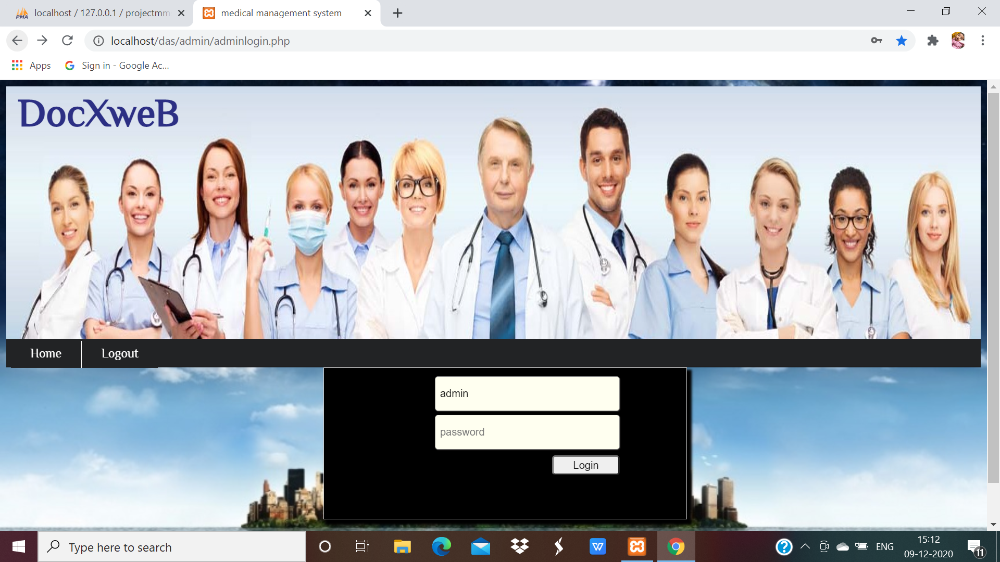 localhost / 127.0.0.1 / projectmm
medical management system
localhost/das/admin/adminlogin.php
Apps
Sign in - Google Ac...
DocXweB
Home
Logout
admin
password
Login
Type here to search
ENG
15:12
09-12-2020
11